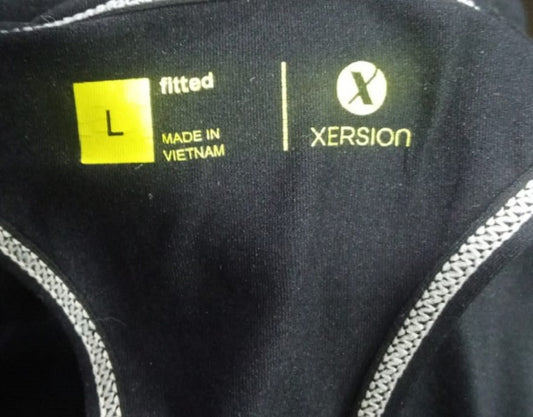 L
fitted
MADE IN
VIETNAM
X
XERSION